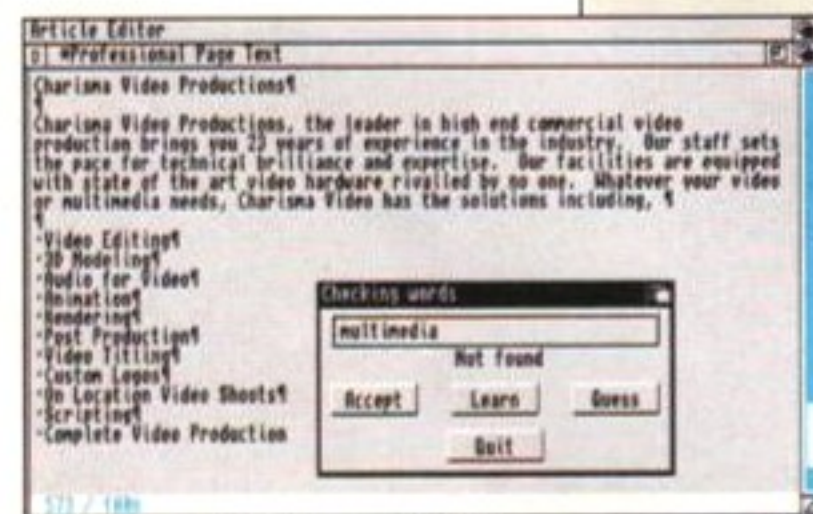 Article Editor
*Professional Page Text
Charisma Video Productions¶
¶
Charisma Video Productions, the leader in high end commercial video
production brings you 23 years of experience in the industry. Our staff sets
the pace for technical brilliance and expertise. Our facilities are equipped
with state of the art video hardware rivalled by no one. Whatever your video
or multimedia needs, Charisma Video has the solutions including, ¶
¶
·Video Editing¶
·3D Modeling¶
·Audio for Video¶
·Animation¶
·Rendering¶
·Post Production¶
·Video Titling¶
·Custom Logos¶
·On Location Video Shoots¶
·Scripting¶
·Complete Video Production
Checking words
multimedia
Not found
Accept Learn Guess
Quit